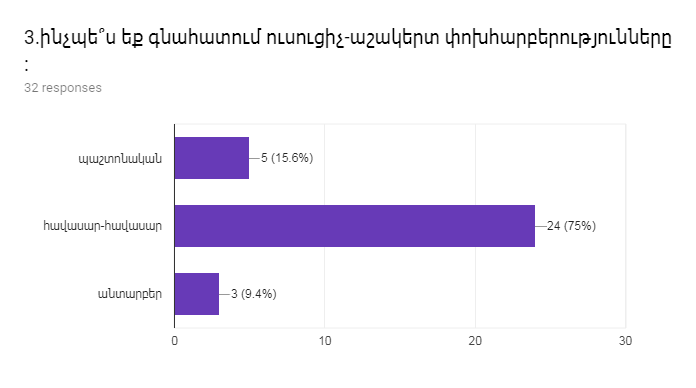 3.ինչպե՞ս եք գնահատում ուսուցիչ-աշակերտ փոխհարբերությունները
:
32 responses
պաշտոնական
5 (15.6%)
հավասար-հավասար
24 (75%)
անտարբեր
3 (9.4%)
0 10 20 30